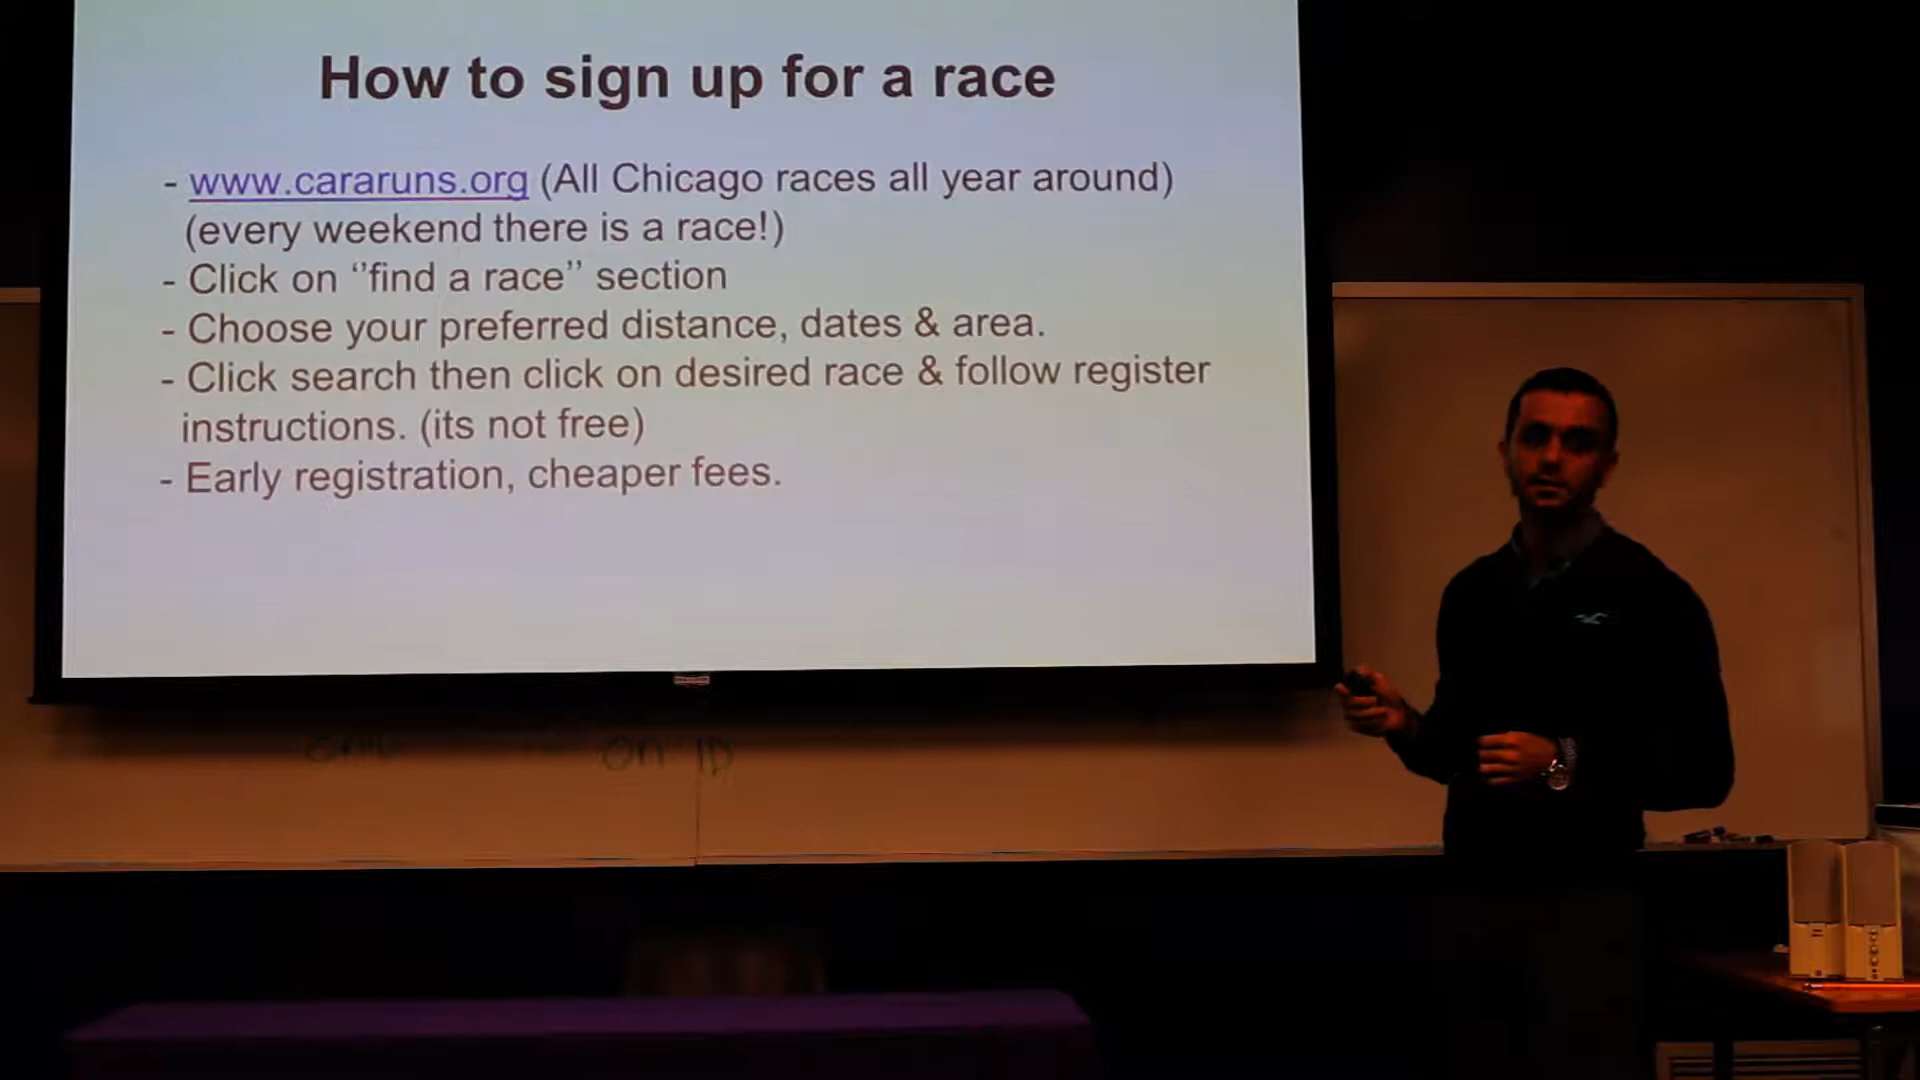 How to sign up for a race
- www.cararuns.org (All Chicago races all year around)
(every weekend there is a race!)
- Click on ‘’find a race’’ section
- Choose your preferred distance, dates & area.
- Click search then click on desired race & follow register
instructions. (its not free)
- Early registration, cheaper fees.
on ID